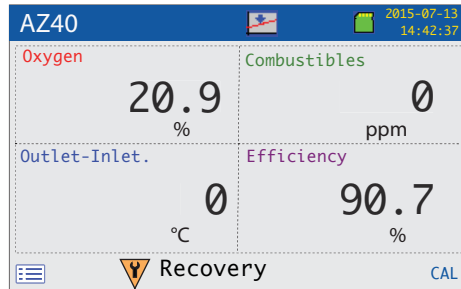 AZ40
2015-07-13
14:42:37
Oxygen
20.9
%
Combustibles
0
ppm
Outlet-Inlet.
0
°C
Efficiency
90.7
%
Recovery
CAL